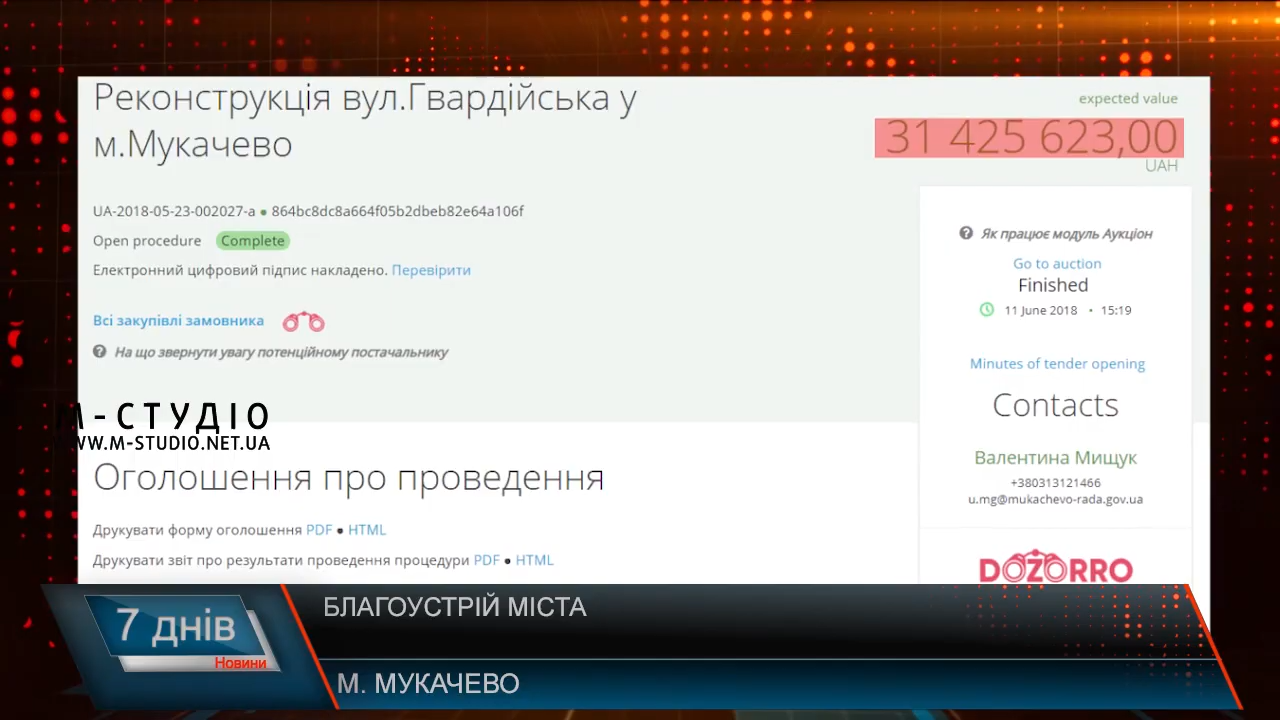 Реконструкція вул.Гвардійська у
м.Мукачево
expected value
31 425 623,00
UAH
UA-2018-05-23-002027-a ● 864bc8dc8a664f05b2dbeb82e64a106f
Open procedure Complete
Електронний цифровий підпис накладено. Перевірити
Всі закупівлі замовника
На що звернути увагу потенційному постачальнику
Як працює модуль Аукціон
Go to auction
Finished
11 June 2018 • 15:19
Minutes of tender opening
Contacts
Валентина Мищук
+380313121466
u.mg@mukachevo-rada.gov.ua
DOZORRO
М-СТУДІО
WWW.M-STUDIO.NET.UA
Оголошення про проведення
Друкувати форму оголошення PDF ● HTML
Друкувати звіт про результати проведення процедури PDF ● HTML
7 днів
Новини
БЛАГОУСТРІЙ МІСТА
М. МУКАЧЕВО